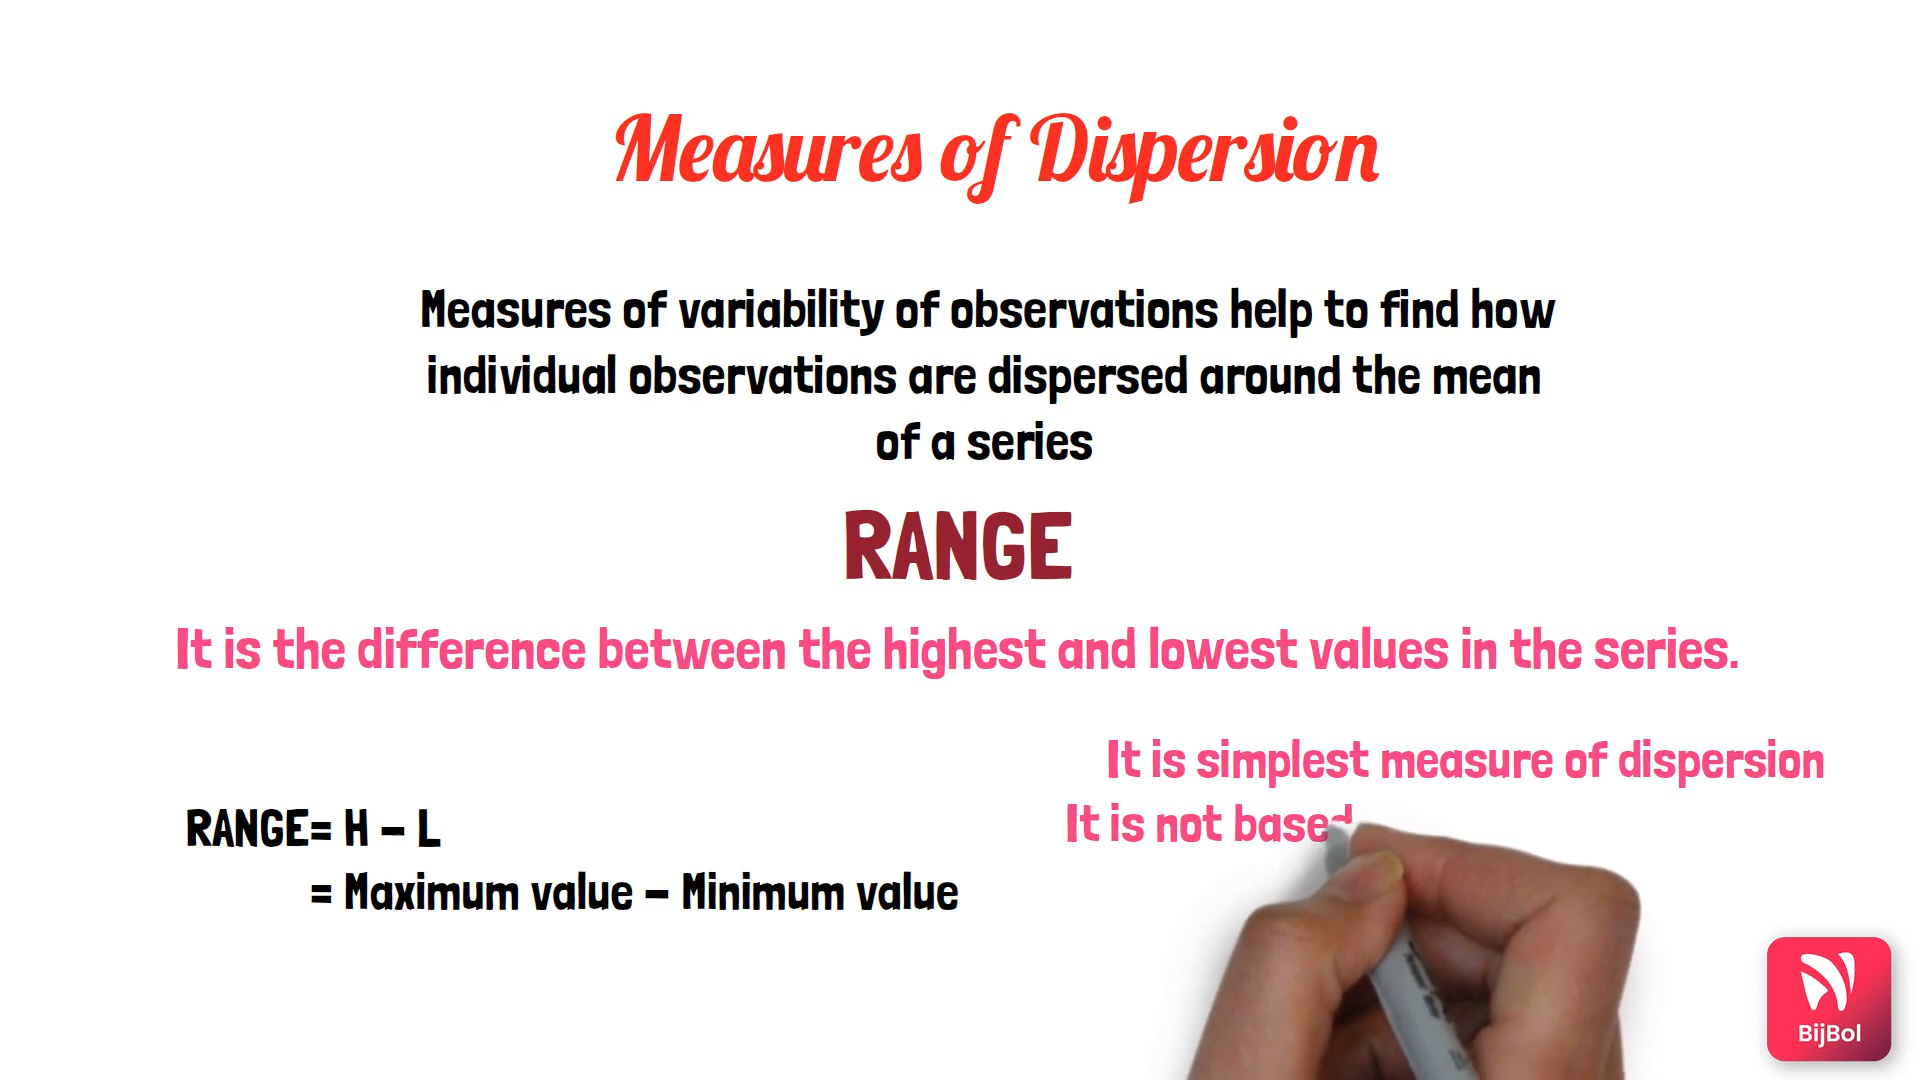 Measures of Dispersion
Measures of variability of observations help to find how
individual observations are dispersed around the mean
of a series
RANGE
It is the difference between the highest and lowest values in the series.
It is simplest measure of dispersion
It is not based
RANGE= H – L
= Maximum value – Minimum value
BijBol